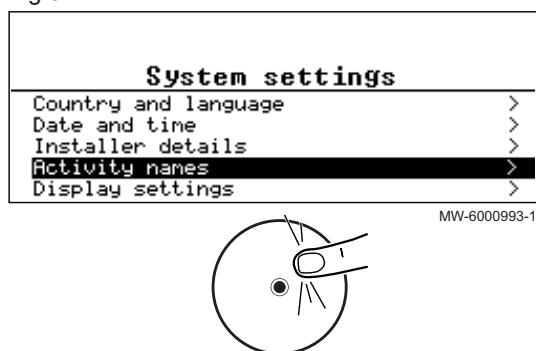 System settings
Country and language >
Date and time >
Installer details >
Activity names >
Display settings >
MW-6000993-1